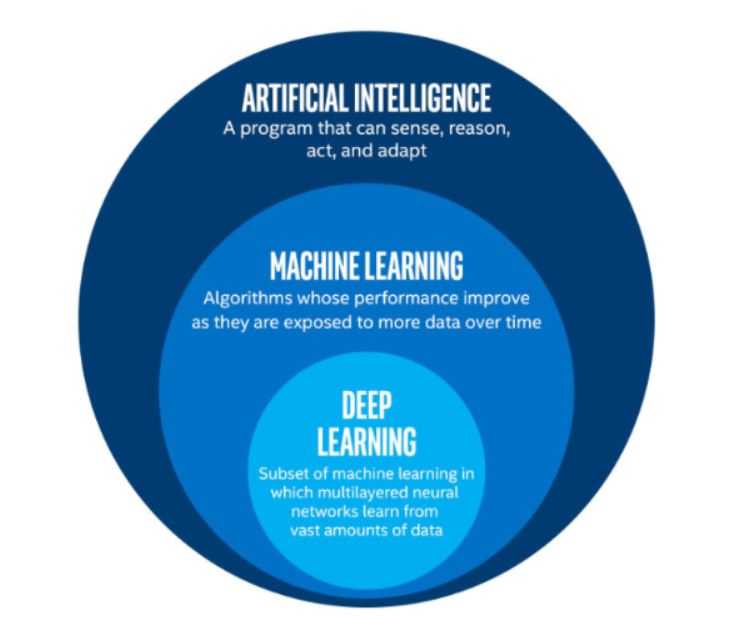 ARTIFICIAL INTELLIGENCE
A program that can sense, reason,
act, and adapt
MACHINE LEARNING
Algorithms whose performance improve
as they are exposed to more data over time
DEEP
LEARNING
Subset of machine learning in
which multilayered neural
networks learn from
vast amounts of data